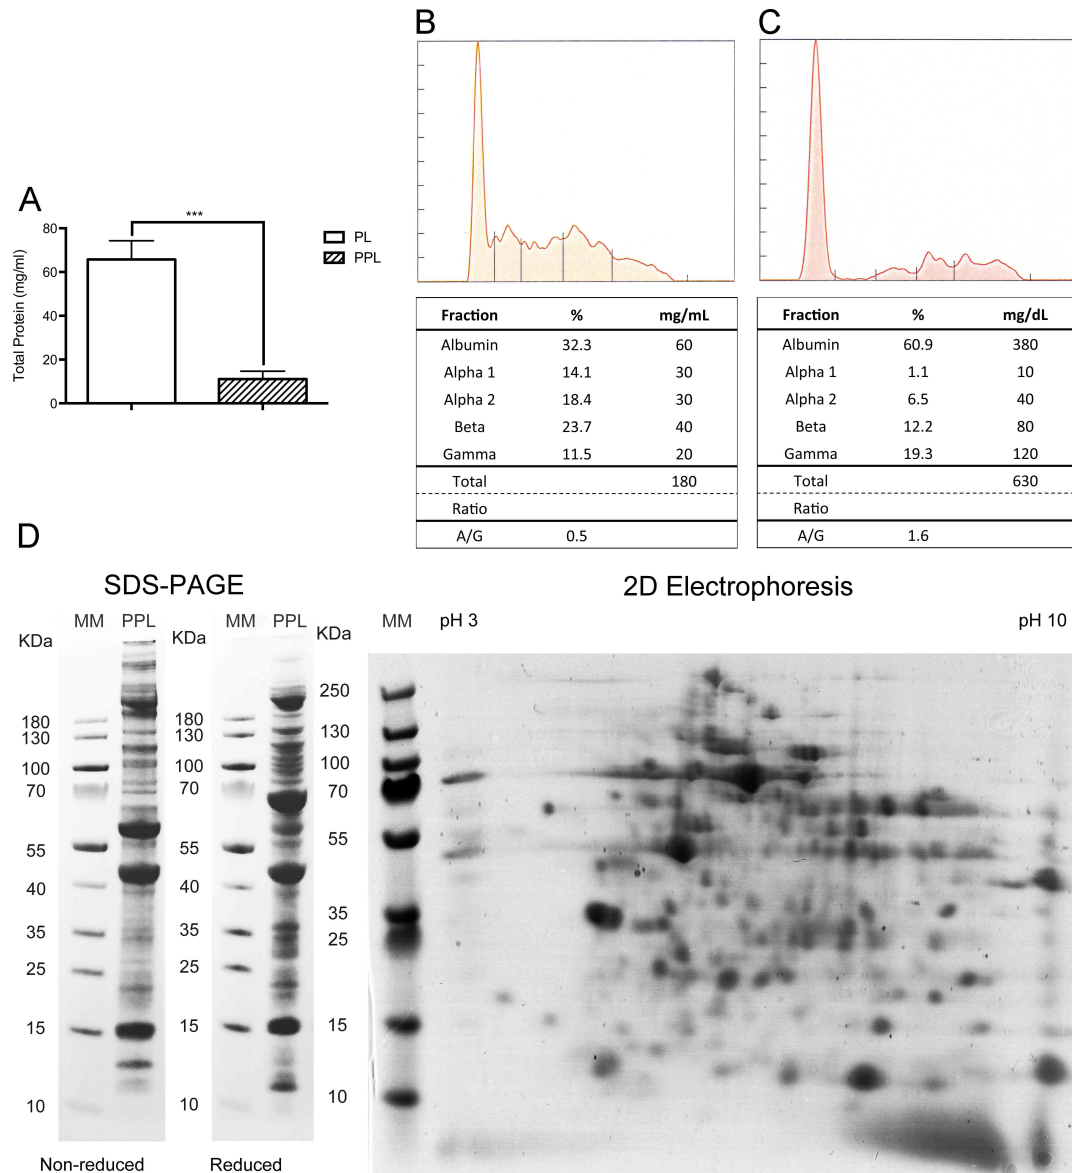 A
Total Protein (mg/ml)
80
60
40
20
0
***
PL
PPL
B
Fraction % mg/mL
Albumin 32.3 60
Alpha 1 14.1 30
Alpha 2 18.4 30
Beta 23.7 40
Gamma 11.5 20
Total 180
Ratio
A/G 0.5
C
Fraction % mg/dL
Albumin 60.9 380
Alpha 1 1.1 10
Alpha 2 6.5 40
Beta 12.2 80
Gamma 19.3 120
Total 630
Ratio
A/G 1.6
D
SDS-PAGE
MM PPL
KDa
180
130
100
70
55
40
35
25
15
10
Non-reduced
MM PPL
KDa
180
130
100
70
55
40
35
25
15
10
Reduced
2D Electrophoresis
KDa
MM pH 3 pH 10
250
130
100
70
55
35
25
15
10